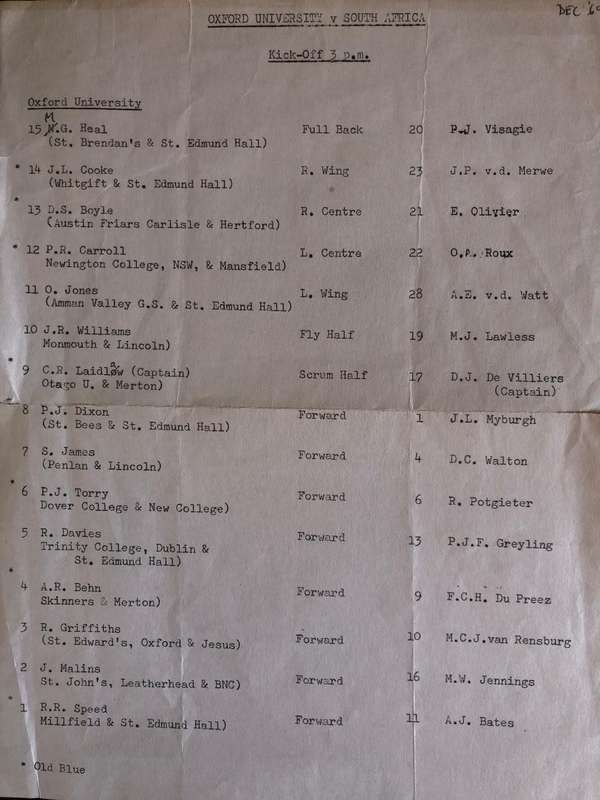 DEC '69
OXFORD UNIVERSITY v SOUTH AFRICA
Kick-Off 3 p.m.
Oxford University
M
15 N.G. Heal Full Back 20 P.J. Visagie
(St. Brendan's & St. Edmund Hall)
* 14 J.L. Cooke R. Wing 23 J.P. v.d. Merwe
(Whitgift & St. Edmund Hall)
* 13 D.S. Boyle R. Centre 21 E. Olivier
(Austin Friars Carlisle & Hertford)
* 12 P.R. Carroll L. Centre 22 O.A. Roux
Newington College, NSW, & Mansfield)
11 O. Jones L. Wing 28 A.E. v.d. Watt
(Amman Valley G.S. & St. Edmund Hall)
10 J.R. Williams Fly Half 19 M.J. Lawless
Monmouth & Lincoln)
* 9 C.R. Laidlaw (Captain) Scrum Half 17 D.J. De Villiers
Otago U. & Merton) (Captain)
8 P.J. Dixon Forward 1 J.L. Myburgh
(St. Bees & St. Edmund Hall)
7 S. James Forward 4 D.C. Walton
(Penlan & Lincoln)
* 6 P.J. Torry Forward 6 R. Potgieter
Dover College & New College)
5 R. Davies Forward 13 P.J.F. Greyling
Trinity College, Dublin &
St. Edmund Hall)
* 4 A.R. Behn Forward 9 F.C.H. Du Preez
Skinners & Merton)
3 R. Griffiths Forward 10 M.C.J.van Rensburg
(St. Edward's, Oxford & Jesus)
2 J. Malins Forward 16 M.W. Jennings
St. John's, Leatherhead & BNC)
* 1 R.R. Speed Forward 11 A.J. Bates
Millfield & St. Edmund Hall)
* Old Blue